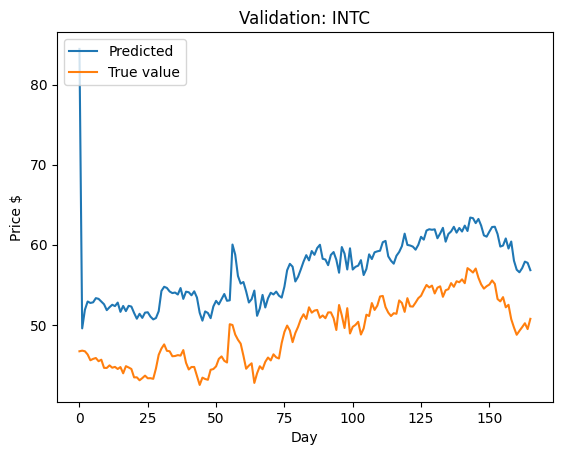 Validation: INTC
Predicted
True value
80
70
60
50
Price $
0 25 50 75 100 125 150
Day